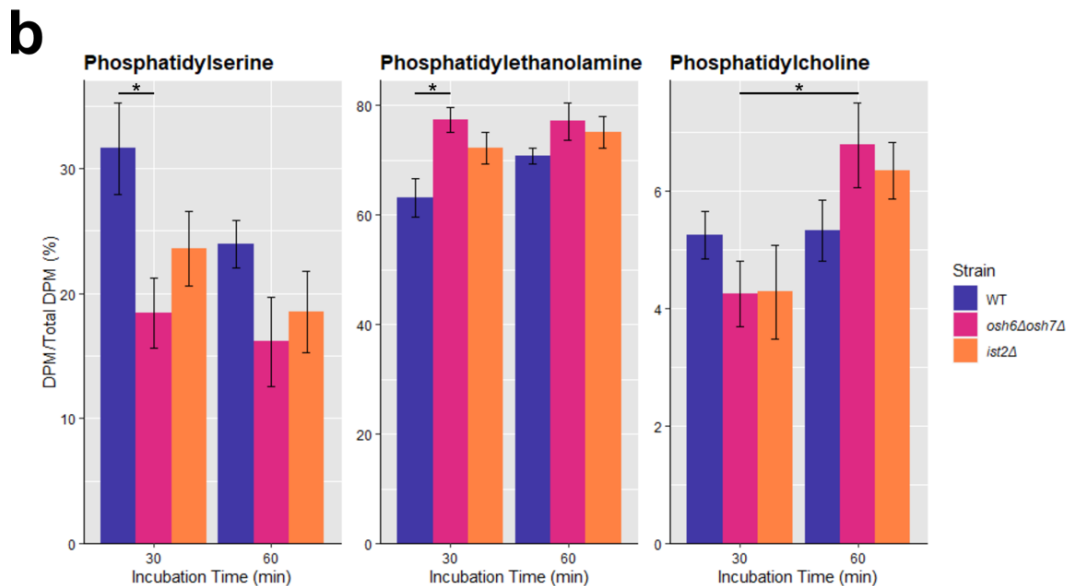 b
Phosphatidylserine
Phosphatidylethanolamine
Phosphatidylcholine
*
*
*
DPM/Total DPM (%)
30
20
10
0
80
60
40
20
0
6
4
2
0
30
60
30
60
30
60
Incubation Time (min)
Incubation Time (min)
Incubation Time (min)
Strain
WT
osh6Δosh7Δ
ist2Δ